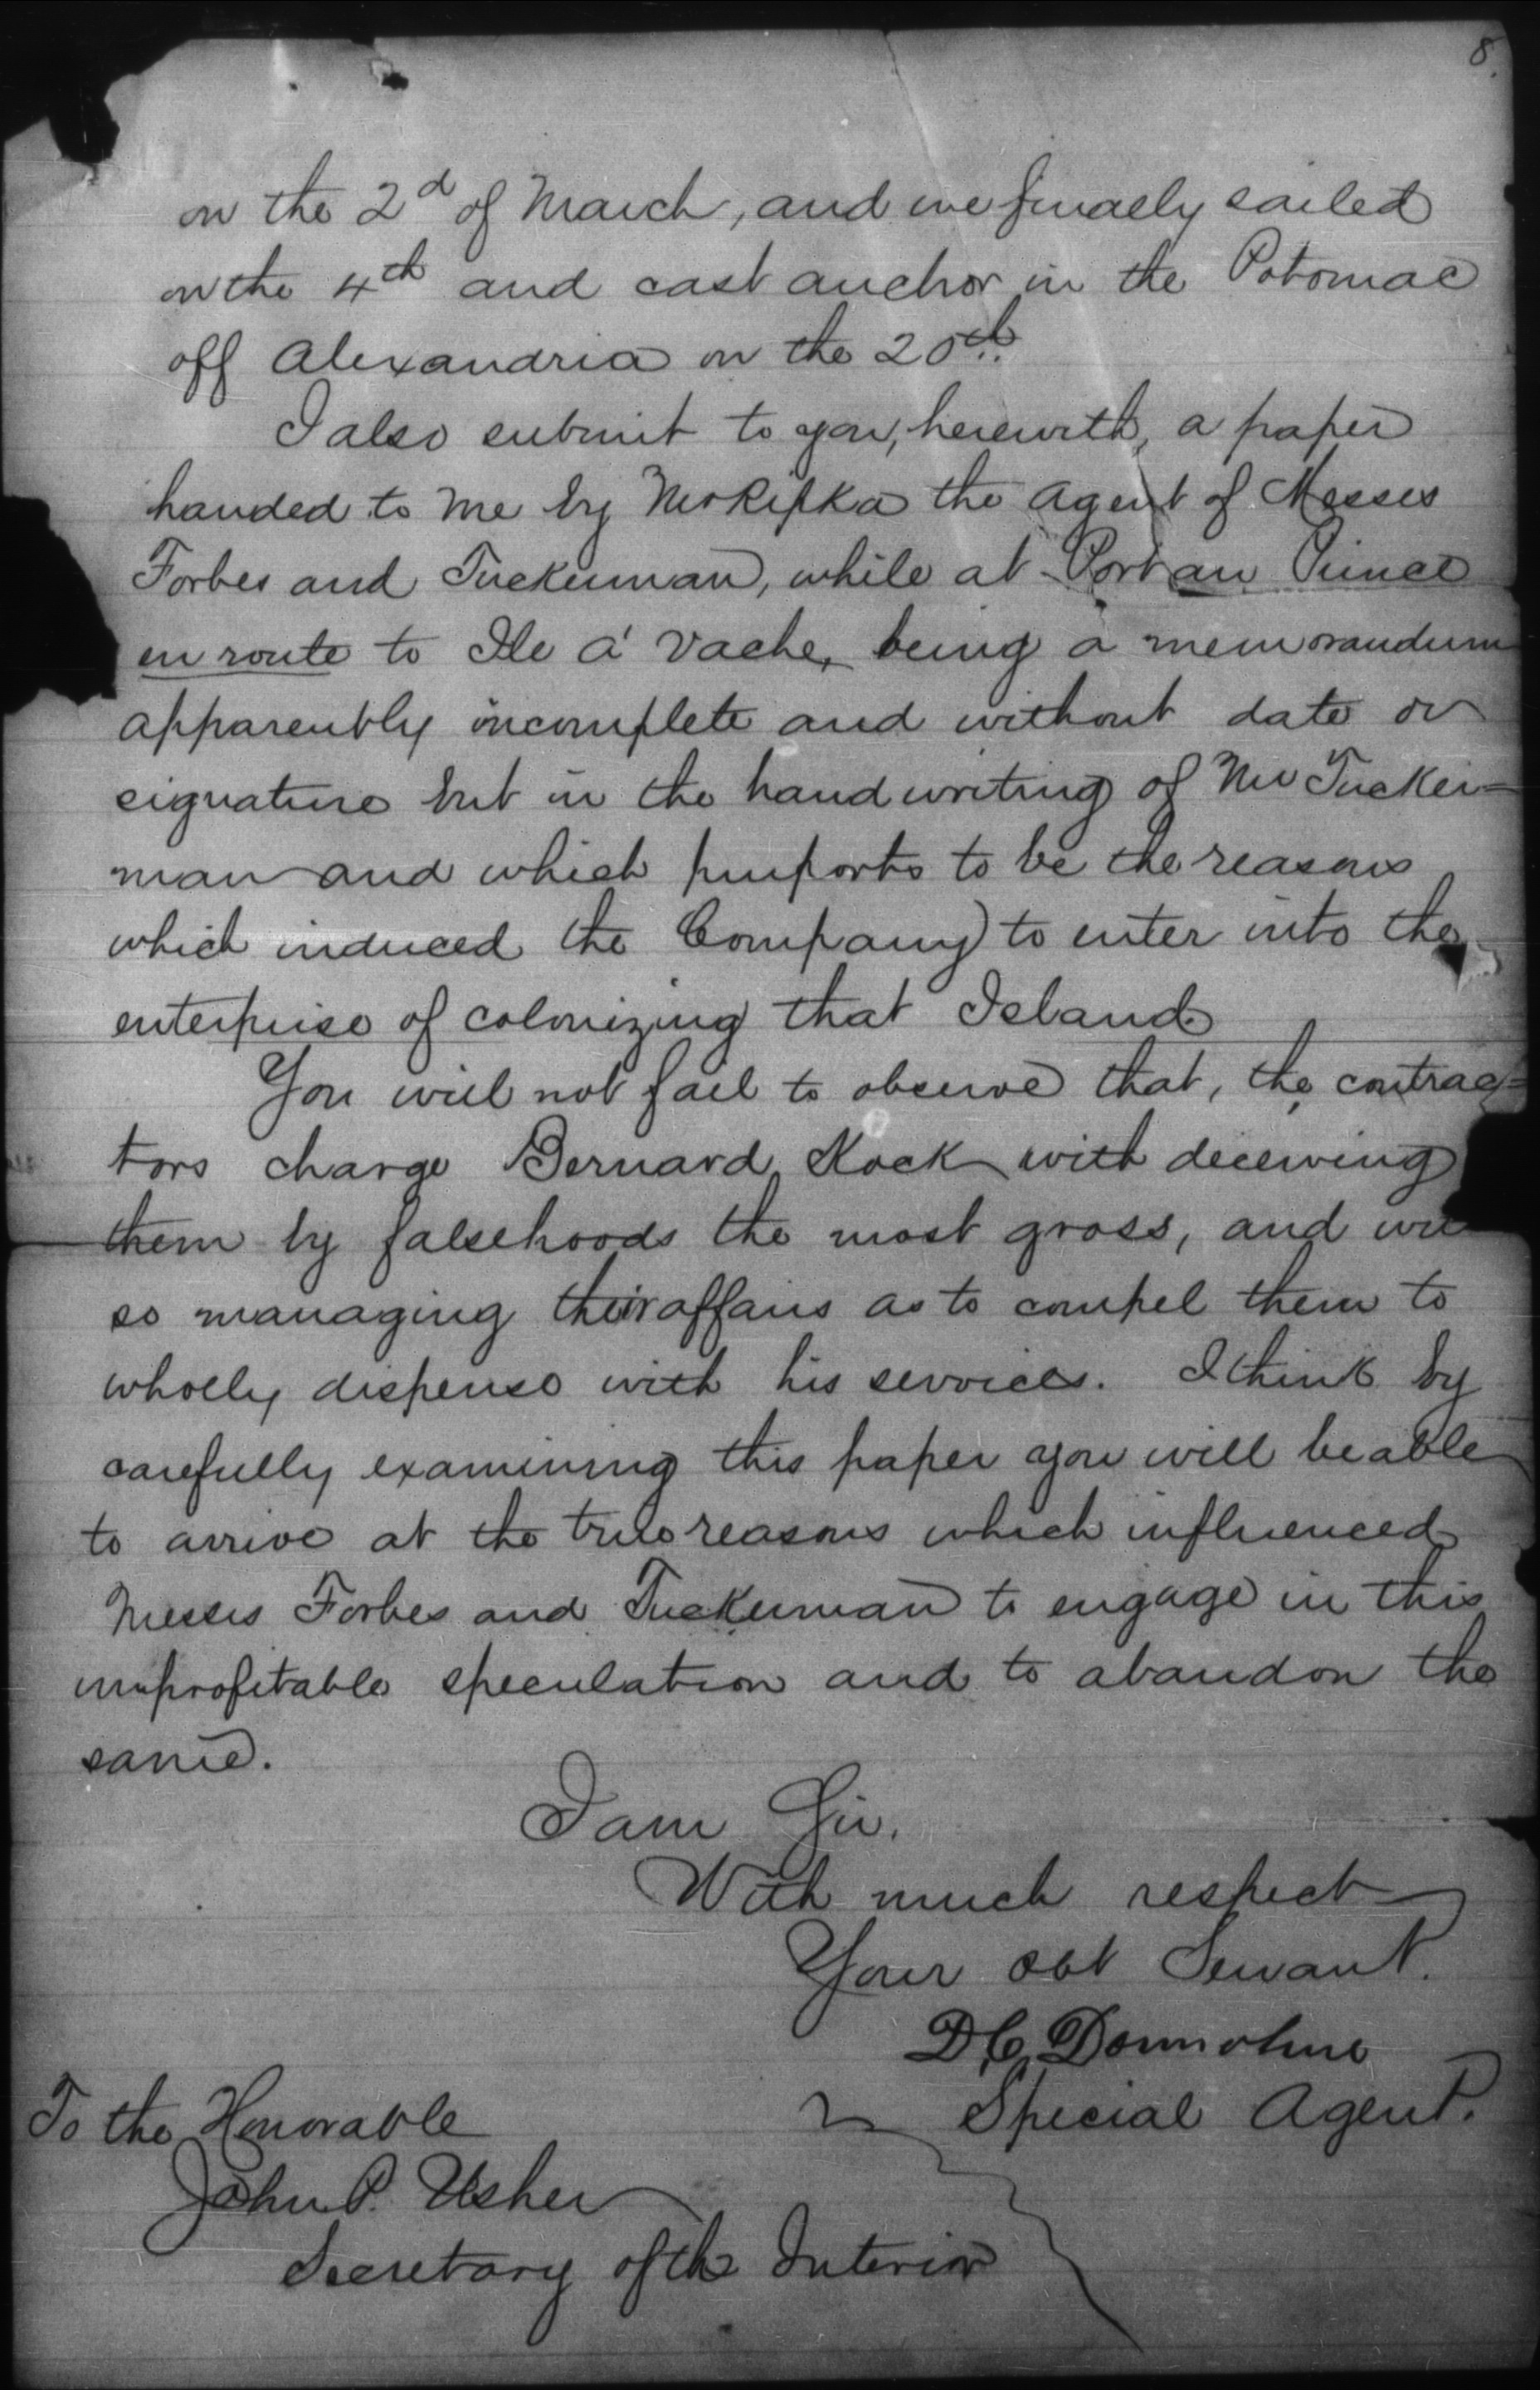 8.
on the 2d of March, and we finally sailed
on the 4th and cast anchor in the Potomac
off Alexandria on the 20th.
I also submit to you, herewith, a paper
handed to me by Mr Ripka the agent of Messrs
Forbes and Tuckerman, while at Port au Prince
en route to Ile a' Vache, being a memorandum
apparently incomplete and without date or
signature but in the handwriting of Mr Tucker=
man and which purports to be the reasons
which induced the Company to enter into the
enterprise of colonizing that Island.
You will not fail to observe that, the contrac=
tors charge Bernard Kock with deceiving
them by falsehoods the most gross, and
so managing their affairs as to compel them to
wholly dispense with his services. I think by
carefully examining this paper you will be able
to arrive at the true reasons which influenced
Messrs Forbes and Tuckerman to engage in this
unprofitable speculation and to abandon the
same.
I am Sir,
With much respect
Your obt Servant.
D. C. Donnohue
Special Agent.
To the Honorable
John P. Usher
Secretary of the Interior